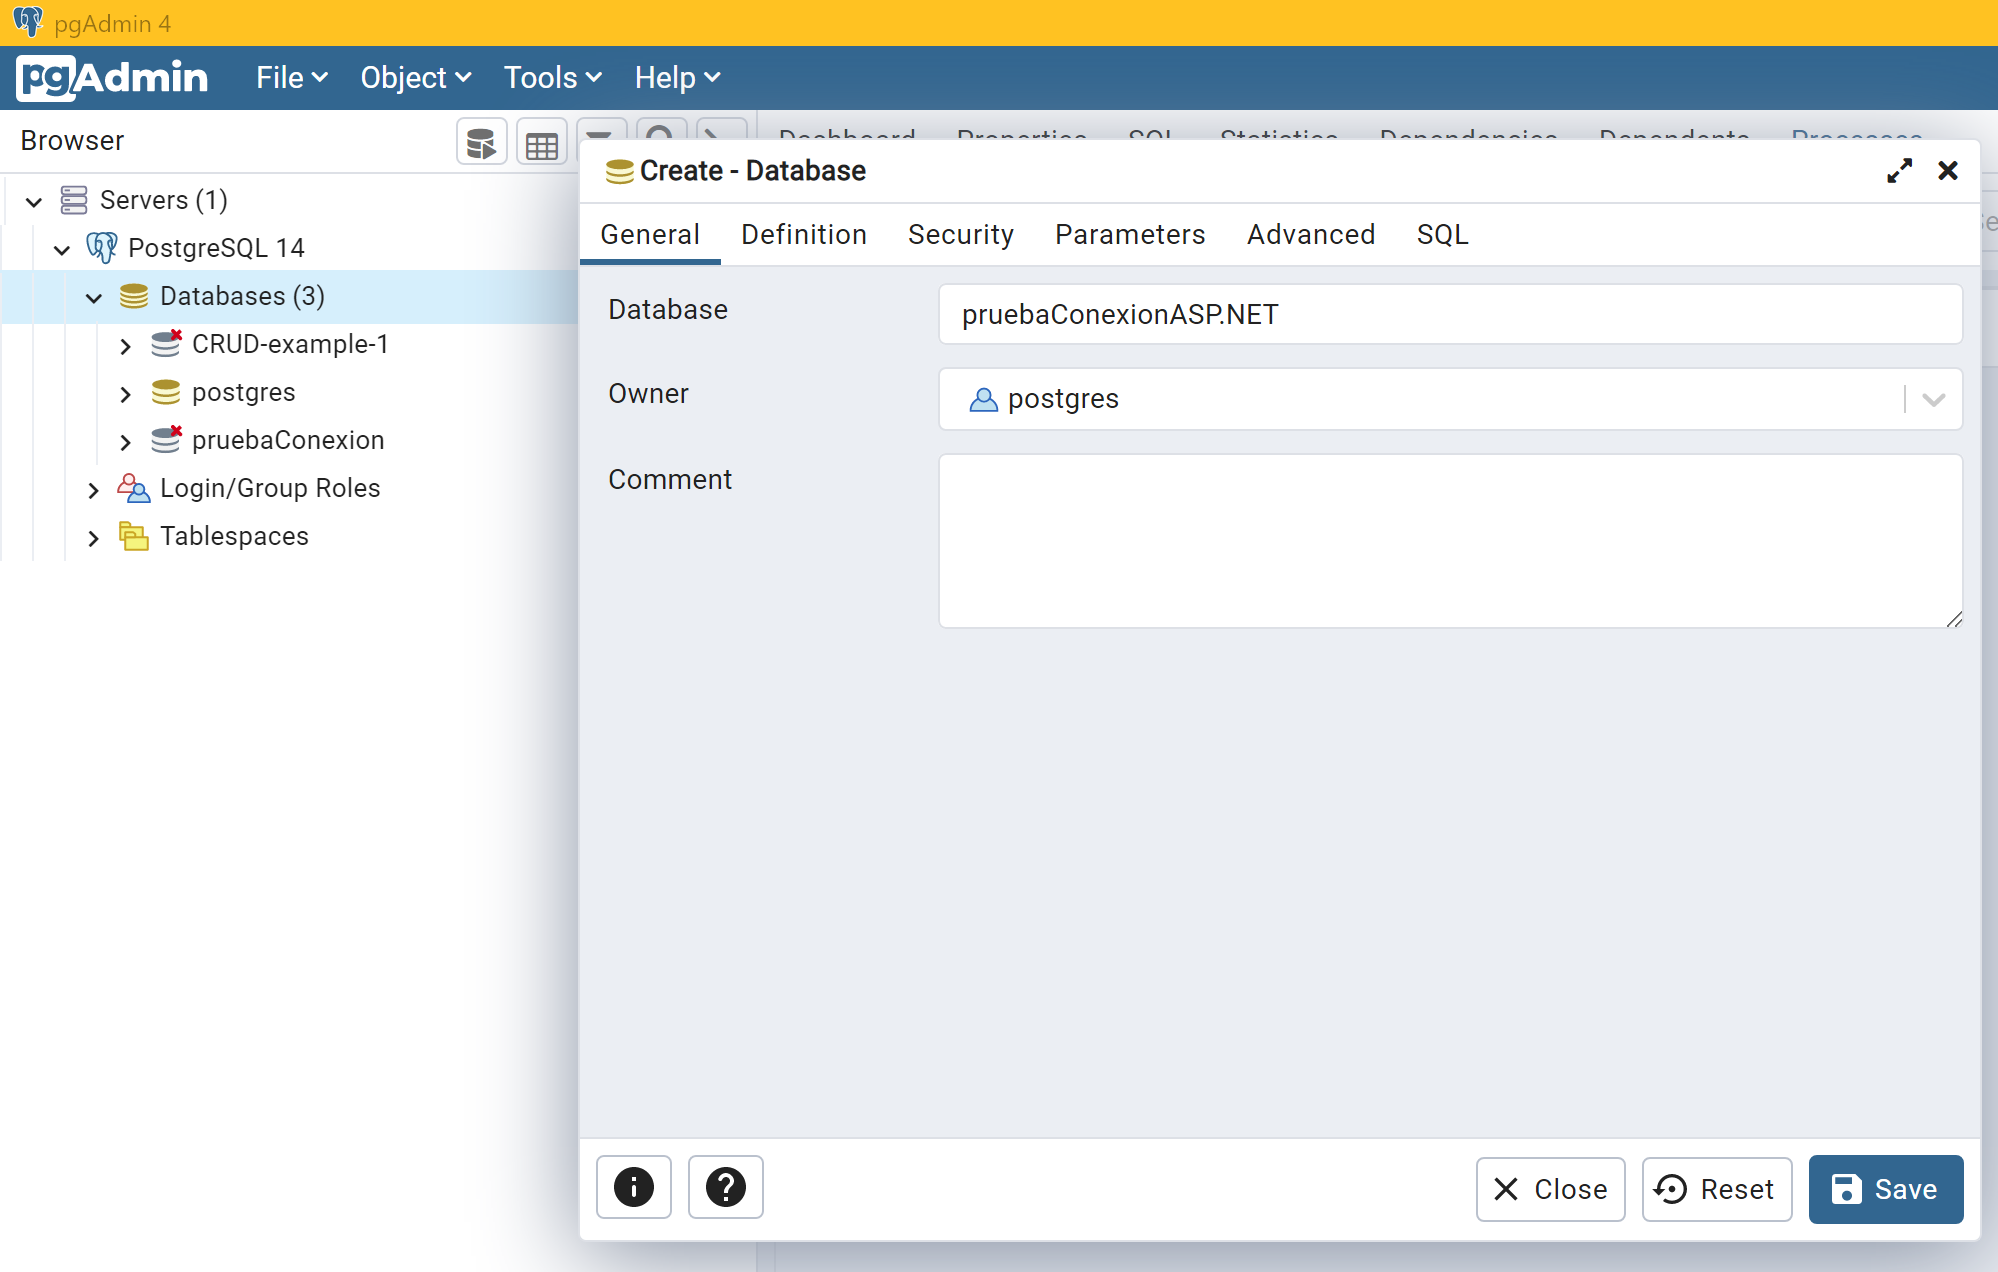 pgAdmin 4
pgAdmin File Object Tools Help
Browser
Dashboard Properties SQL Statistics Dependencies Dependents Processes
Servers (1)
PostgreSQL 14
Databases (3)
CRUD-example-1
postgres
pruebaConexion
Login/Group Roles
Tablespaces
Create - Database
General Definition Security Parameters Advanced SQL
Database pruebaConexionASP.NET
Owner postgres
Comment
Close Reset Save